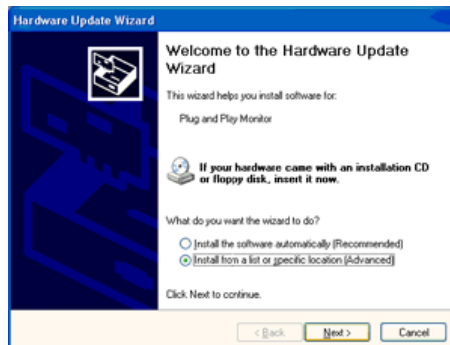 Hardware Update Wizard
Welcome to the Hardware Update
Wizard
This wizard helps you install software for:
Plug and Play Monitor
If your hardware came with an installation CD
or floppy disk, insert it now.
What do you want the wizard to do?
Install the software automatically (Recommended)
Install from a list or specific location (Advanced)
Click Next to continue.
< Back Next > Cancel